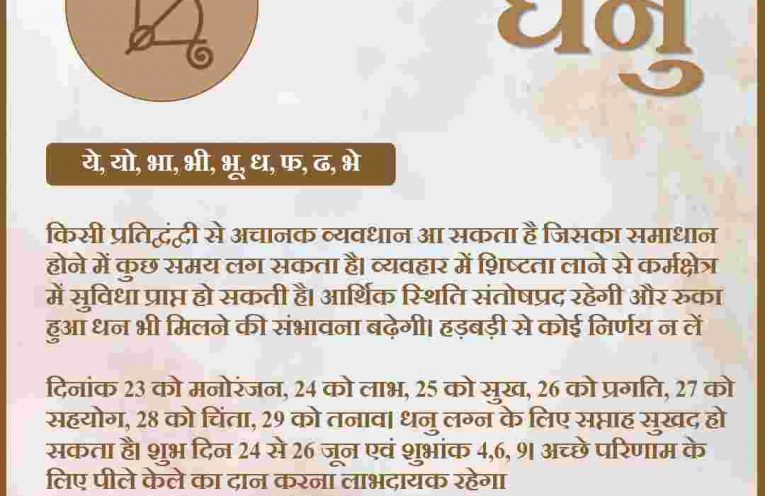 धनु
ये, यो, भा, भी, भू, ध, फ, ढ, भे
किसी प्रतिद्वंद्वी से अचानक व्यवधान आ सकता है जिसका समाधान
होने में कुछ समय लग सकता है। व्यवहार में शिष्टता लाने से कर्मक्षेत्र
में सुविधा प्राप्त हो सकती है। आर्थिक स्थिति संतोषप्रद रहेगी और रुका
हुआ धन भी मिलने की संभावना बढ़ेगी। हड़बड़ी से कोई निर्णय न लें
दिनांक 23 को मनोरंजन, 24 को लाभ, 25 को सुख, 26 को प्रगति, 27 को
सहयोग, 28 को चिंता, 29 को तनाव। धनु लग्न के लिए सप्ताह सुखद हो
सकता है। शुभ दिन 24 से 26 जून एवं शुभांक 4,6, 9। अच्छे परिणाम के
लिए पीले केले का दान करना लाभदायक रहेगा